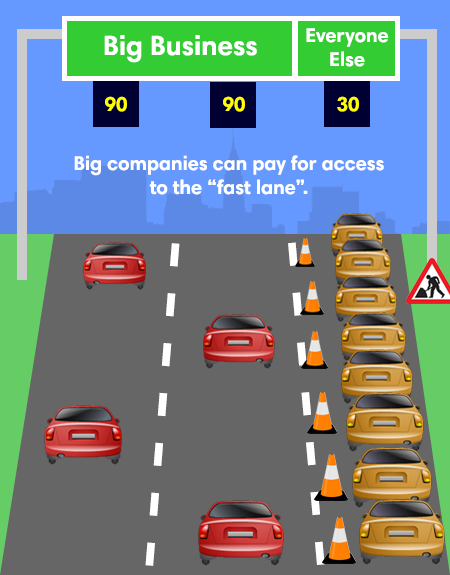 Big Business
Everyone
Else
90
90
30
Big companies can pay for access
to the “fast lane”.